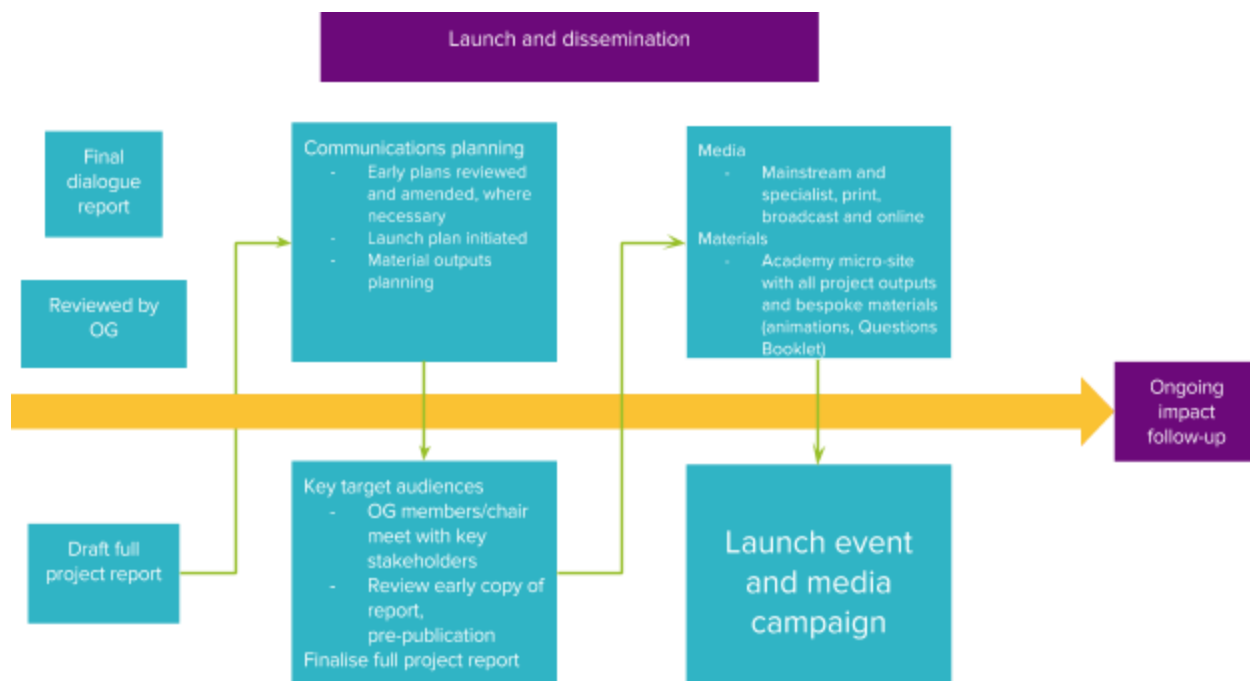 Launch and dissemination
Final
dialogue
report
Reviewed by
OG
Draft full
project report
Communications planning
- Early plans reviewed
and amended, where
necessary
- Launch plan initiated
- Material outputs
planning
Key target audiences
- OG members/chair
meet with key
stakeholders
- Review early copy of
report,
pre-publication
Finalise full project report
Media
- Mainstream and
specialist, print,
broadcast and online
Materials
- Academy micro-site
with all project outputs
and bespoke materials
(animations, Questions
Booklet)
Launch event
and media
campaign
Ongoing
impact
follow-up